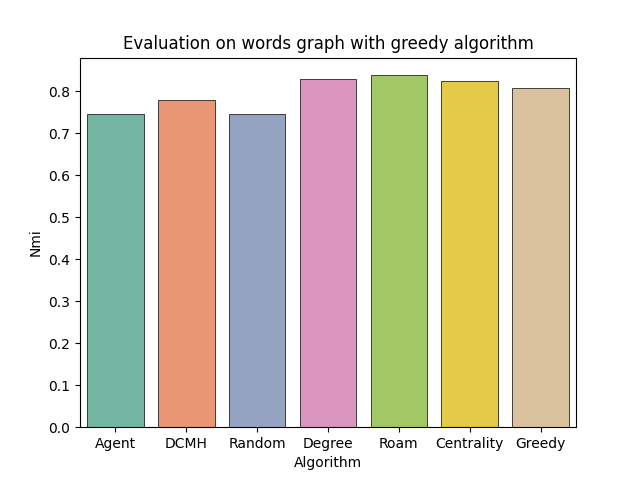 Evaluation on words graph with greedy algorithm
Nmi
0.8
0.7
0.6
0.5
0.4
0.3
0.2
0.1
0.0
Agent DCMH Random Degree Roam Centrality Greedy
Algorithm